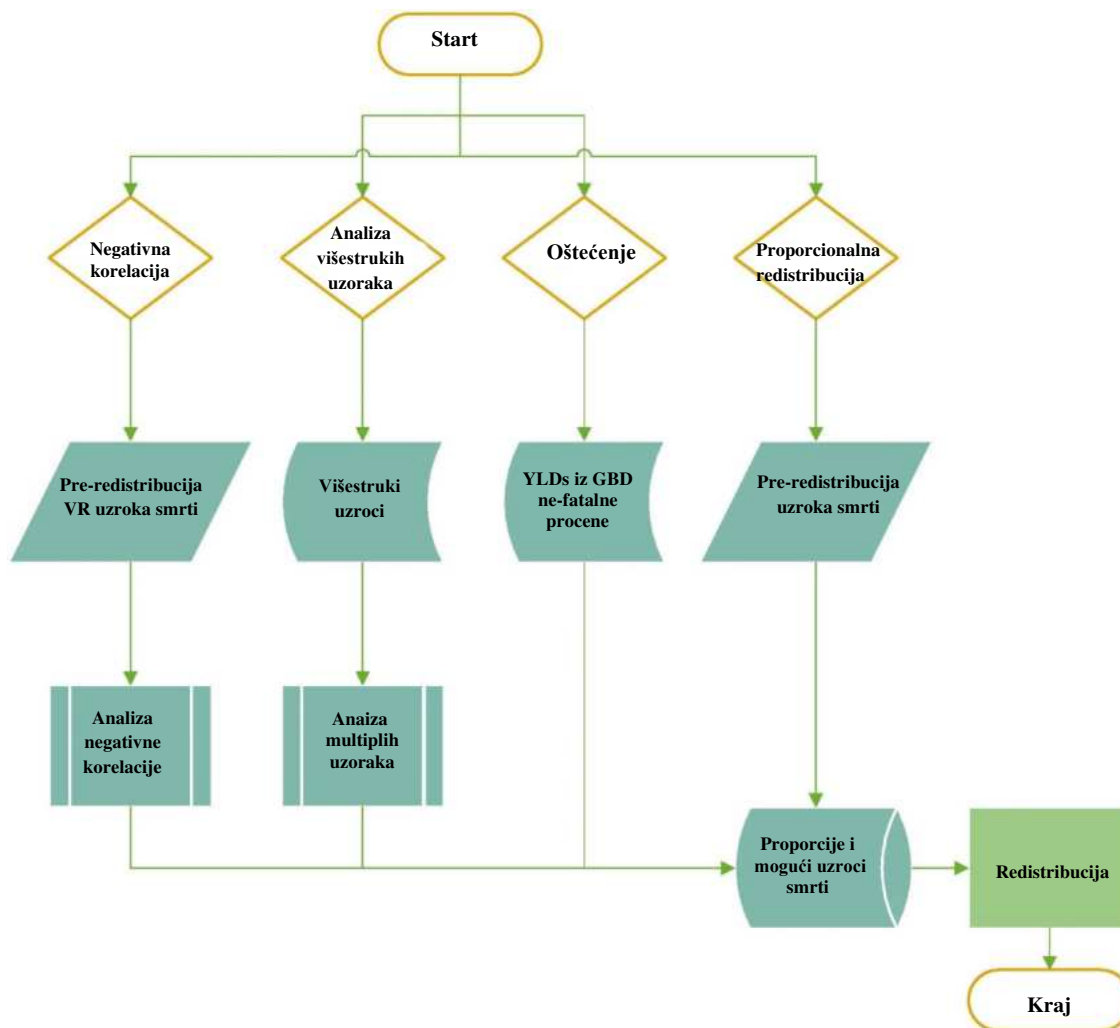 Start
Negativna
korelacija
Analiza
višestrukih
uzoraka
Oštećenje
Proporcionalna
redistribucija
Pre-redistribucija
VR uzroka smrti
Višestruki
uzroci
YLDs iz GBD
ne-fatalne
procene
Pre-redistribucija
uzroka smrti
Analiza
negativne
korelacije
Anaiza
multiplih
uzoraka
Proporcije i
mogući uzroci
smrti
Redistribucija
Kraj